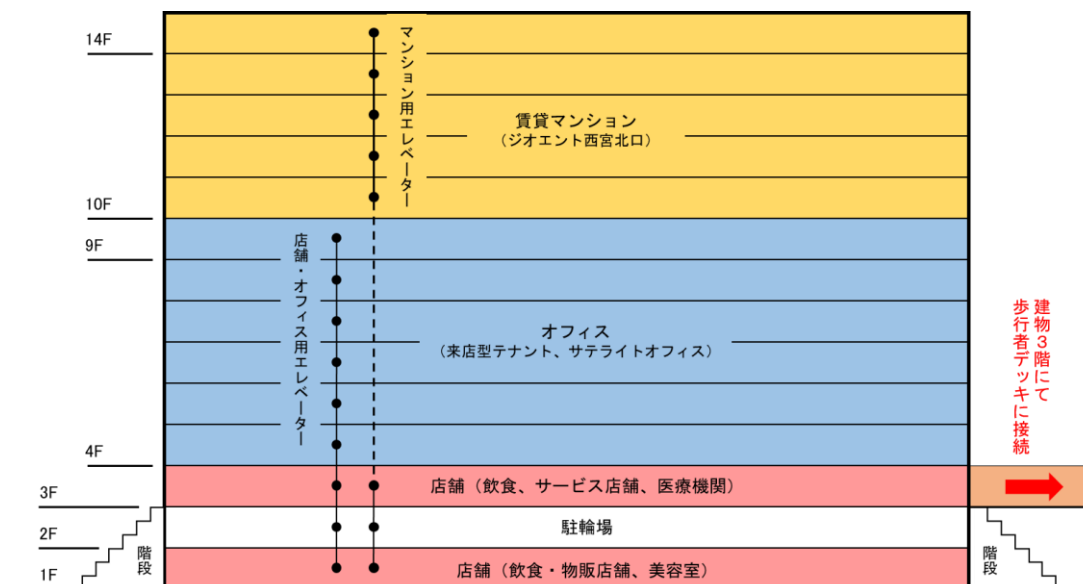 14F
マンション用エレベーター
賃貸マンション
（ジオエント西宮北口）
10F
9F
店舗・オフィス用エレベーター
オフィス
（来店型テナント、サテライトオフィス）
建物３階にて
歩行者デッキに接続
4F
店舗（飲食、サービス店舗、医療機関）
3F
駐輪場
2F
階段
階段
店舗（飲食・物販店舗、美容室）
1F